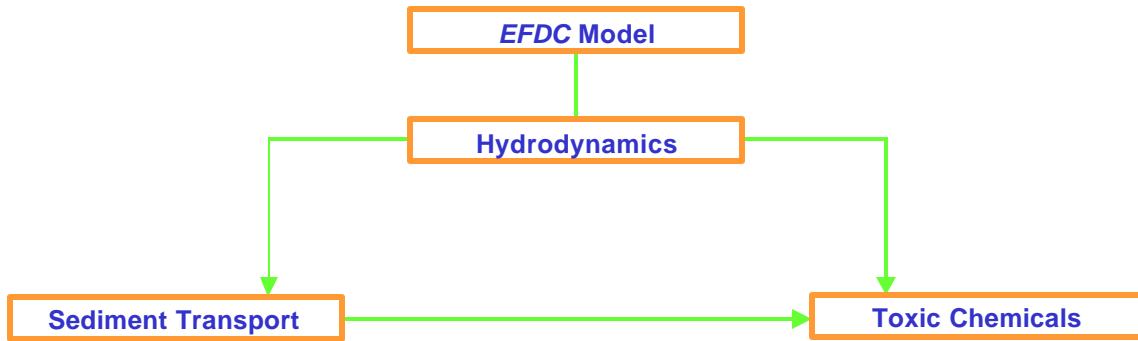 EFDC Model
Hydrodynamics
Sediment Transport
Toxic Chemicals